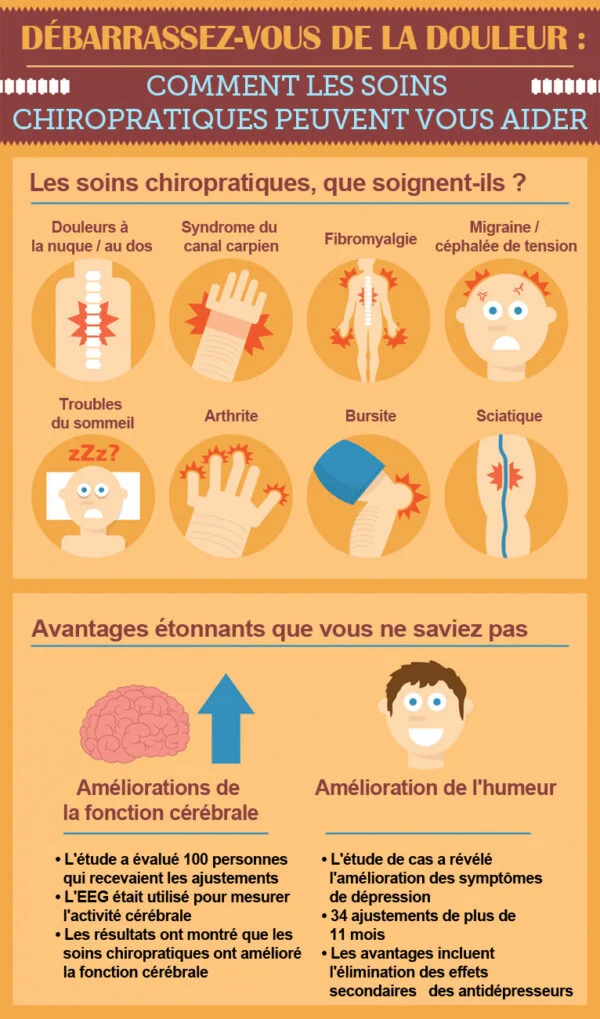 DÉBARRASSEZ-VOUS DE LA DOULEUR :
COMMENT LES SOINS
CHIROPRATIQUES PEUVENT VOUS AIDER
Les soins chiropratiques, que soignent-ils ?
Douleurs à
la nuque / au dos
Syndrome du
canal carpien
Fibromyalgie
Migraine /
céphalée de tension
Troubles
du sommeil
zZz?
Arthrite
Bursite
Sciatique
Avantages étonnants que vous ne saviez pas
Améliorations de
la fonction cérébrale
• L'étude a évalué 100 personnes
qui recevaient les ajustements
• L'EEG était utilisé pour mesurer
l'activité cérébrale
• Les résultats ont montré que les
soins chiropratiques ont amélioré
la fonction cérébrale
Amélioration de l'humeur
• L'étude de cas a révélé
l'amélioration des symptômes
de dépression
• 34 ajustements de plus de
11 mois
• Les avantages incluent
l'élimination des effets
secondaires des antidépresseurs